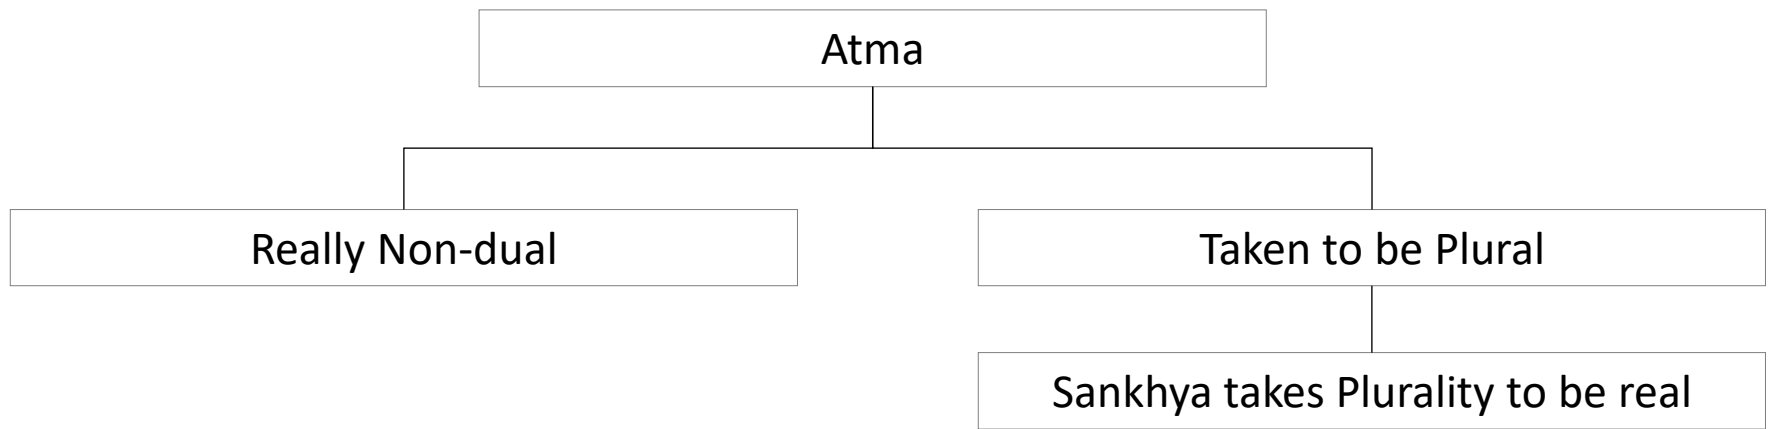 Atma
Really Non-dual
Taken to be Plural
Sankhya takes Plurality to be real